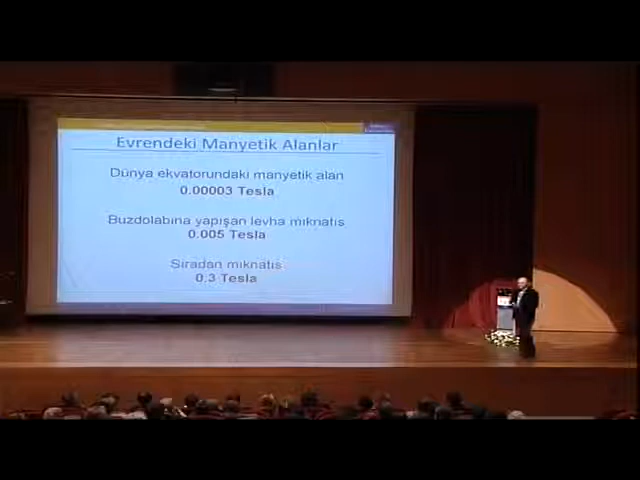 Evrendeki Manyetik Alanlar
Dünya ekvatorundaki manyetik alan
0.00003 Tesla
Buzdolabına yapışan levha mıknatıs
0.005 Tesla
Sıradan mıknatıs
0.3 Tesla